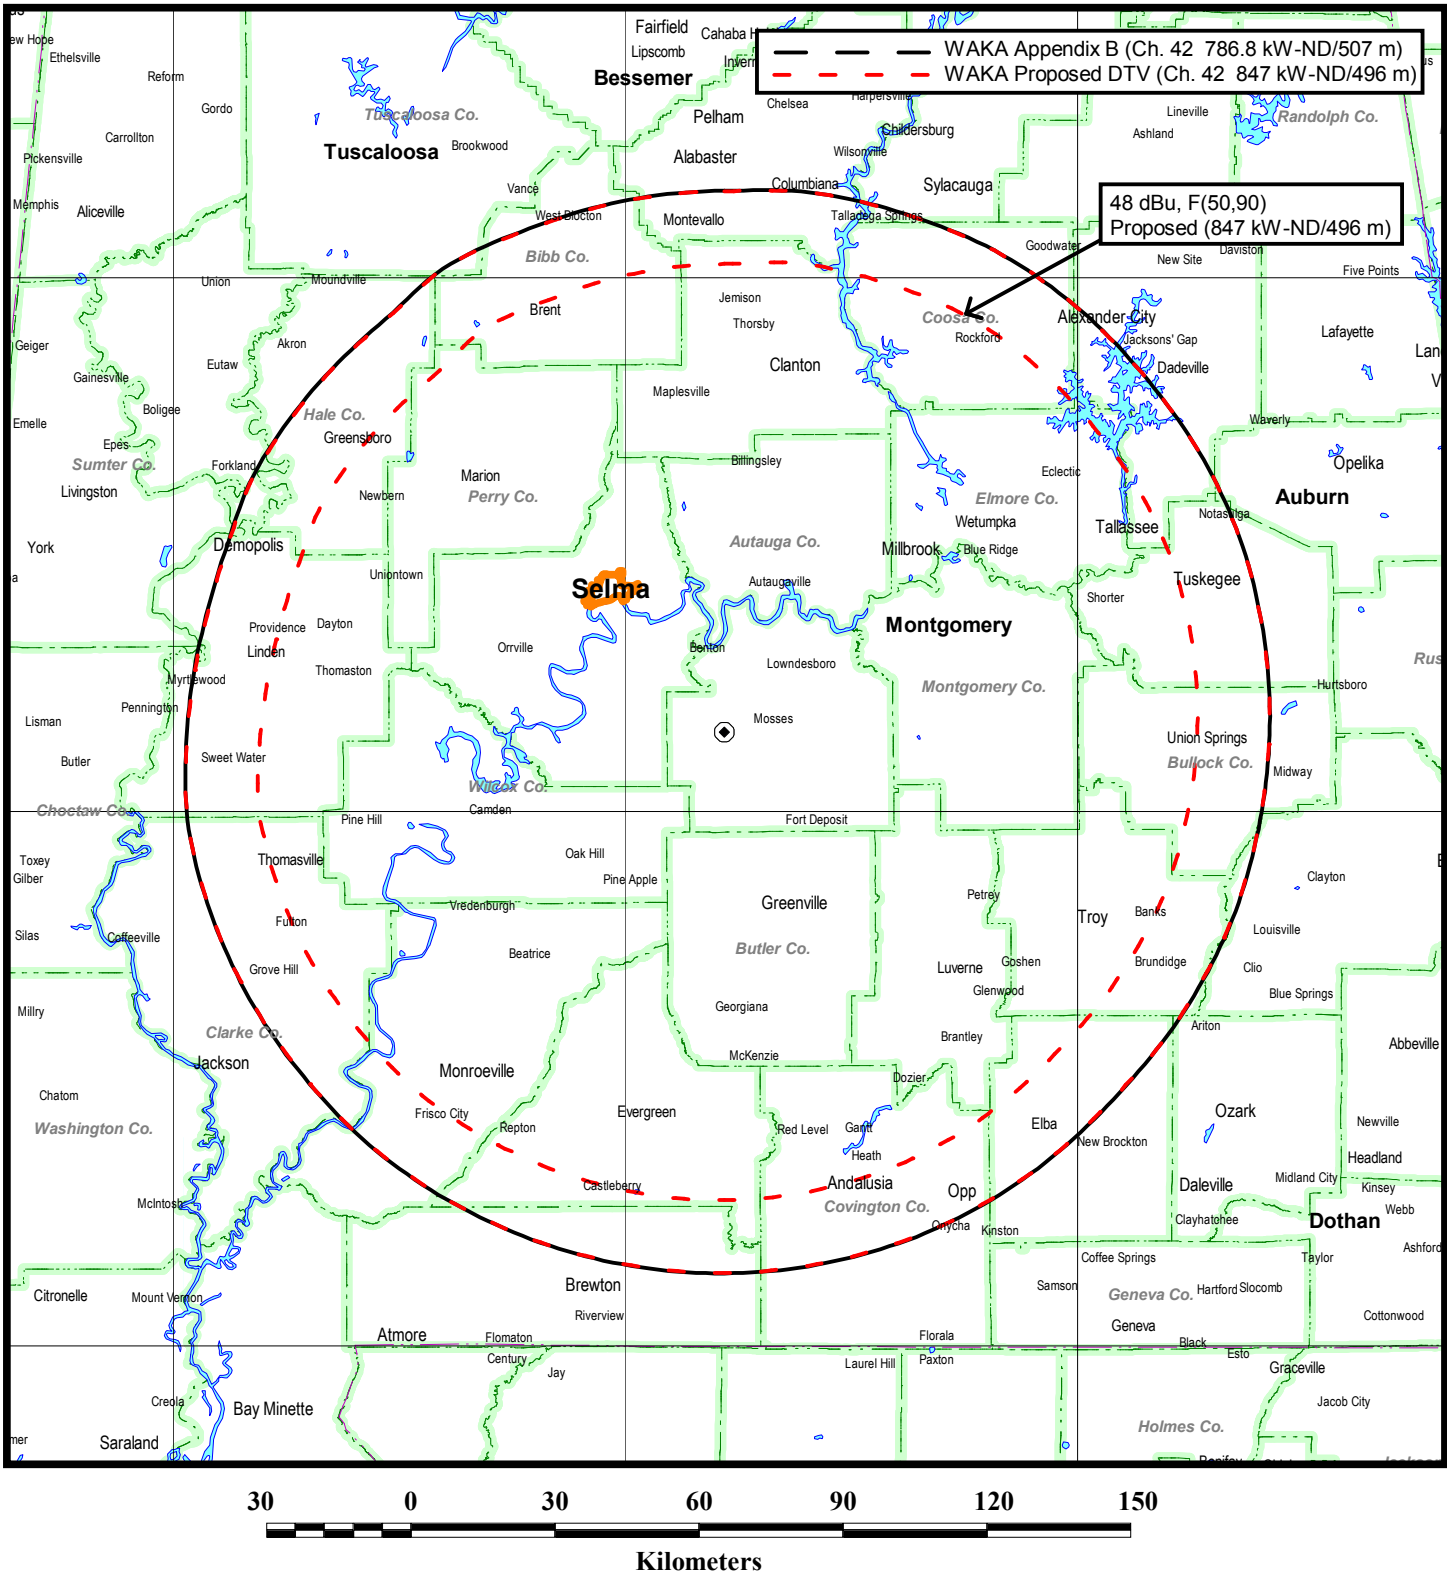 Fairfield
Cahaba H
ew Hope
Ethelsville
Lipscomb
Inverr
WAKA Appendix B (Ch. 42 786.8 kW-ND/507 m)
WAKA Proposed DTV (Ch. 42 847 kW-ND/496 m)
Reform
Bessemer
Chelsea
Harpersville
Gordo
Tuscaloosa Co.
Pelham
Lineville
Randolph Co.
Carrollton
Brookwood
Childersburg
Ashland
Pickensville
Tuscaloosa
Alabaster
Wilsonville
Memphis
Aliceville
Vance
Columbiana
Sylacauga
48 dBu, F(50,90)
Proposed (847 kW-ND/496 m)
West Blocton
Montevallo
Talladega Springs
Goodwater
Daviston
Bibb Co.
New Site
Five Points
Union
Moundville
Brent
Jemison
Thorsby
Coosa Co.
Alexander City
Rockford
Jacksons' Gap
Lafayette
Geiger
Akron
Eutaw
Clanton
Dadeville
Gainesville
Boligee
Maplesville
Hale Co.
Greensboro
Emelle
Epes
Waverly
Sumter Co.
Forkland
Marion
Billingsley
Eclectic
Opelika
Livingston
Newbern
Perry Co.
Elmore Co.
Auburn
Notasulga
Wetumpka
Tallassee
York
Demopolis
Autauga Co.
Millbrook
Blue Ridge
Uniontown
Selma
Autaugaville
Tuskegee
Shorter
Providence
Dayton
Montgomery
Linden
Orrville
Benton
Lowndesboro
Thomaston
Rus
Myrtlewood
Montgomery Co.
Hurtsboro
Pennington
Lisman
Mosses
Union Springs
Butler
Sweet Water
Bullock Co.
Midway
Wilcox Co.
Choctaw Co.
Camden
Pine Hill
Fort Deposit
Toxey
Thomasville
Oak Hill
Gilber
Pine Apple
Clayton
Petrey
Vredenburgh
Greenville
Troy
Banks
Fulton
Silas
Coffeeville
Beatrice
Butler Co.
Louisville
Grove Hill
Luverne
Goshen
Brundidge
Clio
Glenwood
Blue Springs
Millry
Georgiana
Clarke Co.
Ariton
Brantley
Abbeville
Jackson
McKenzie
Monroeville
Dozier
Chatom
Frisco City
Evergreen
Ozark
Washington Co.
Repton
Red Level
Gantt
Elba
New Brockton
Newville
Heath
Headland
Castleberry
Andalusia
Opp
Daleville
Midland City
Kinsey
McIntosh
Covington Co.
Webb
Onycha
Kinston
Clayhatchee
Dothan
Ashford
Coffee Springs
Taylor
Citronelle
Mount Vernon
Brewton
Samson
Geneva Co.
Hartford
Slocomb
Riverview
Geneva
Cottonwood
Atmore
Flomaton
Florala
Black
Century
Laurel Hill
Paxton
Esto
Graceville
Jay
Creola
Bay Minette
Jacob City
Saraland
Holmes Co.
30 0 30 60 90 120 150
Kilometers